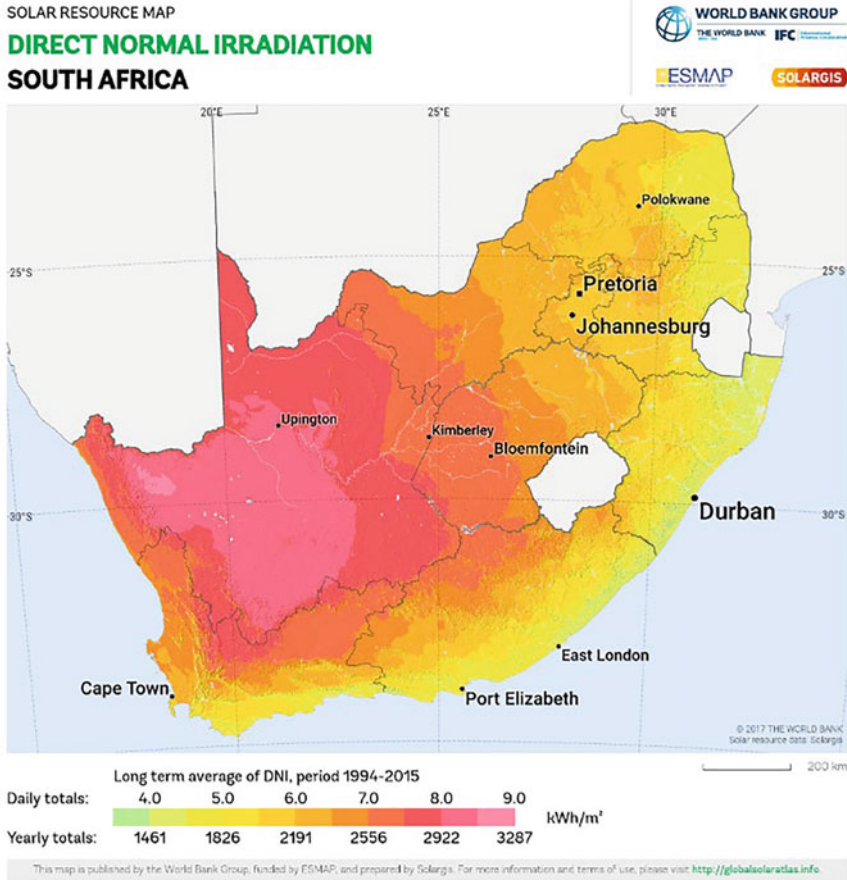 SOLAR RESOURCE MAP
DIRECT NORMAL IRRADIATION
SOUTH AFRICA
WORLD BANK GROUP
THE WORLD BANK IFC
ESMAP SOLARGIS
20°E 25°E 30°E
Polokwane
25°S 25°S
Pretoria
Johannesburg
Upington
Kimberley
Bloemfontein
30°S Durban 30°S
East London
Cape Town
Port Elizabeth
© 2017 THE WORLD BANK
Solar resource data: Solargis
200 km
Long term average of DNI, period 1994-2015
Daily totals: 4.0 5.0 6.0 7.0 8.0 9.0
kWh/m²
Yearly totals: 1461 1826 2191 2556 2922 3287
This map is published by the World Bank Group, funded by ESMAP, and prepared by Solargis. For more information and terms of use, please visit http://globalsolaratlas.info.